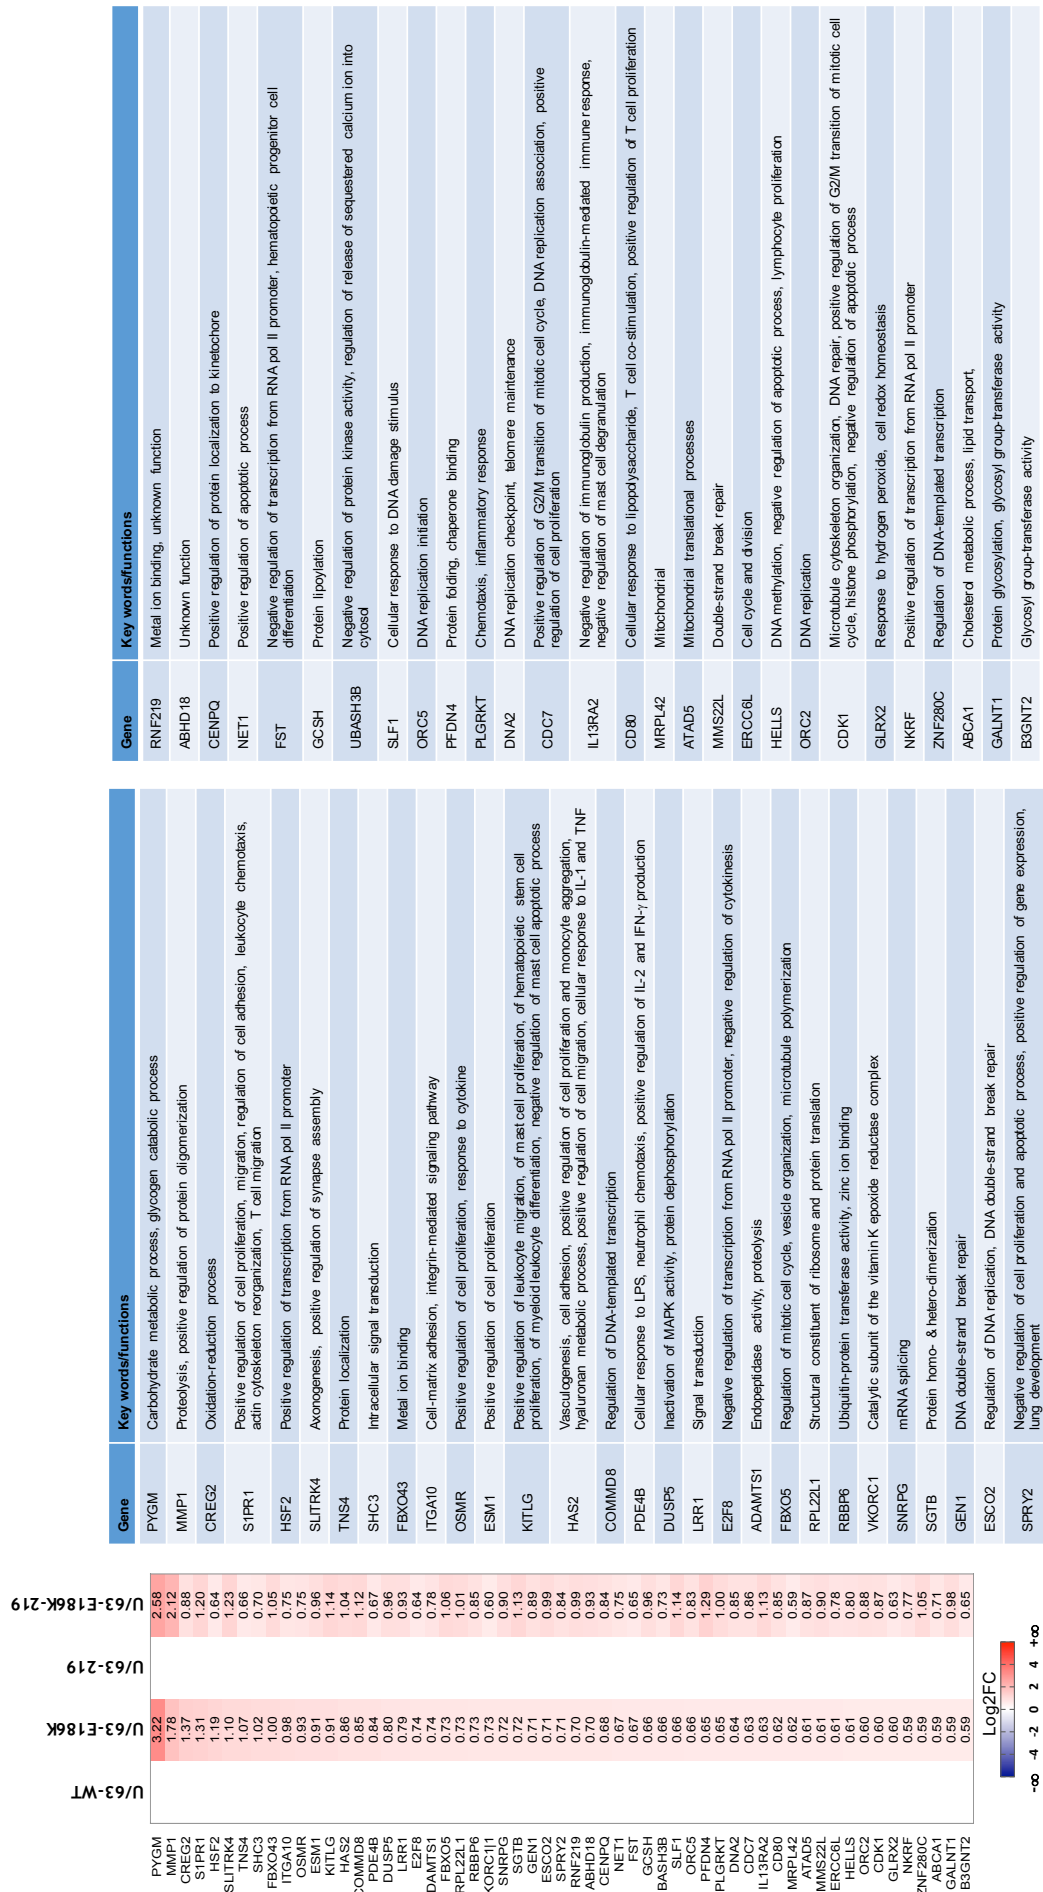 U/63-WT U/63-E186K U/63-219 U/63-E186K-219
PYGM 3.22 2.58
MMP1 1.78 2.12
CREG2 1.37 0.88
S1PR1 1.31 1.20
HSF2 1.19 0.64
SLITRK4 1.10 1.23
TNS4 1.07 0.66
SHC3 1.02 0.70
FBXO43 1.00 1.05
ITGA10 0.98 0.75
OSMR 0.93 0.75
ESM1 0.91 0.96
KITLG 0.91 1.14
HAS2 0.86 1.04
COMMD8 0.85 1.12
PDE4B 0.84 0.67
DUSP5 0.80 0.96
LRR1 0.79 0.93
E2F8 0.74 0.64
DAMTS1 0.74 0.78
FBXO5 0.73 1.06
RPL22L1 0.73 1.01
RBBP6 0.73 0.85
KORC1|1 0.73 0.60
SNRPG 0.72 0.90
SGTB 0.72 1.13
GEN1 0.71 0.89
ESCO2 0.71 0.99
SPRY2 0.71 0.84
RNF219 0.70 0.99
ABHD18 0.70 0.93
CENPQ 0.68 0.84
NET1 0.67 0.75
FST 0.67 0.65
GCSH 0.66 0.96
BASH3B 0.66 0.73
SLF1 0.66 1.14
ORC5 0.66 0.83
PFDN4 0.65 1.29
PLGRKT 0.65 1.00
DNA2 0.64 0.85
CDC7 0.63 0.86
IL13RA2 0.63 1.13
CD80 0.62 0.85
MRPL42 0.62 0.59
ATAD5 0.61 0.87
MMS22L 0.61 0.90
ERCC6L 0.61 0.78
HELLS 0.61 0.80
ORC2 0.60 0.88
CDK1 0.60 0.87
GLRX2 0.60 0.63
NKRF 0.59 0.77
ZNF280C 0.59 1.05
ABCA1 0.59 0.71
GALNT1 0.59 0.98
B3GNT2 0.59 0.65
Log2FC
-∞ -4 -2 0 2 4 +∞
Gene Key words/functions
PYGM Carbohydrate metabolic process, glycogen catabolic process
MMP1 Proteolysis, positive regulation of protein oligomerization
CREG2 Oxidation-reduction process
S1PR1 Positive regulation of cell proliferation, migration, regulation of cell adhesion, leukocyte chemotaxis,
actin cytoskeleton reorganization, T cell migration
HSF2 Positive regulation of transcription from RNA pol II promoter
SLITRK4 Axonogenesis, positive regulation of synapse assembly
TNS4 Protein localization
SHC3 Intracellular signal transduction
FBXO43 Metal ion binding
ITGA10 Cell-matrix adhesion, integrin-mediated signaling pathway
OSMR Positive regulation of cell proliferation, response to cytokine
ESM1 Positive regulation of cell proliferation
KITLG Positive regulation of leukocyte migration, of mast cell proliferation, of hematopoietic stem cell
proliferation, of myeloid leukocyte differentiation, negative regulation of mast cell apoptotic process
HAS2 Vasculogenesis, cell adhesion, positive regulation of cell proliferation and monocyte aggregation,
hyaluronan metabolic process, positive regulation of cell migration, cellular response to IL-1 and TNF
COMMD8 Regulation of DNA-templated transcription
PDE4B Cellular response to LPS, neutrophil chemotaxis, positive regulation of IL-2 and IFN-γ production
DUSP5 Inactivation of MAPK activity, protein dephosphorylation
LRR1 Signal transduction
E2F8 Negative regulation of transcription from RNA pol II promoter, negative regulation of cytokinesis
ADAMTS1 Endopeptidase activity, proteolysis
FBXO5 Regulation of mitotic cell cycle, vesicle organization, microtubule polymerization
RPL22L1 Structural constituent of ribosome and protein translation
RBBP6 Ubiquitin-protein transferase activity, zinc ion binding
VKORC1 Catalytic subunit of the vitamin K epoxide reductase complex
SNRPG mRNA splicing
SGTB Protein homo- & hetero-dimerization
GEN1 DNA double-strand break repair
ESCO2 Regulation of DNA replication, DNA double-strand break repair
SPRY2 Negative regulation of cell proliferation and apoptotic process, positive regulation of gene expression,
lung development
Gene Key words/functions
RNF219 Metal ion binding, unknown function
ABHD18 Unknown function
CENPQ Positive regulation of protein localization to kinetochore
NET1 Positive regulation of apoptotic process
FST Negative regulation of transcription from RNA pol II promoter, hematopoietic progenitor cell
differentiation
GCSH Protein lipoylation
UBASH3B Negative regulation of protein kinase activity, regulation of release of sequestered calcium ion into
cytosol
SLF1 Cellular response to DNA damage stimulus
ORC5 DNA replication initiation
PFDN4 Protein folding, chaperone binding
PLGRKT Chemotaxis, inflammatory response
DNA2 DNA replication checkpoint, telomere maintenance
CDC7 Positive regulation of G2/M transition of mitotic cell cycle, DNA replication association, positive
regulation of cell proliferation
IL13RA2 Negative regulation of immunoglobulin production, immunoglobulin-mediated immune response,
negative regulation of mast cell degranulation
CD80 Cellular response to lipopolysaccharide, T cell co-stimulation, positive regulation of T cell proliferation
MRPL42 Mitochondrial
ATAD5 Mitochondrial translational processes
MMS22L Double-strand break repair
ERCC6L Cell cycle and division
HELLS DNA methylation, negative regulation of apoptotic process, lymphocyte proliferation
ORC2 DNA replication
CDK1 Microtubule cytoskeleton organization, DNA repair, positive regulation of G2/M transition of mitotic cell
cycle, histone phosphorylation, negative regulation of apoptotic process
GLRX2 Response to hydrogen peroxide, cell redox homeostasis
NKRF Positive regulation of transcription from RNA pol II promoter
ZNF280C Regulation of DNA-templated transcription
ABCA1 Cholesterol metabolic process, lipid transport,
GALNT1 Protein glycosylation, glycosyl group-transferase activity
B3GNT2 Glycosyl group-transferase activity